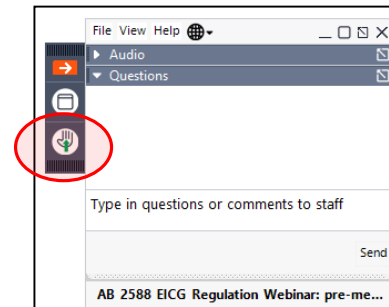 File View Help
Audio
Questions
Type in questions or comments to staff
Send
AB 2588 EICG Regulation Webinar: pre-me...